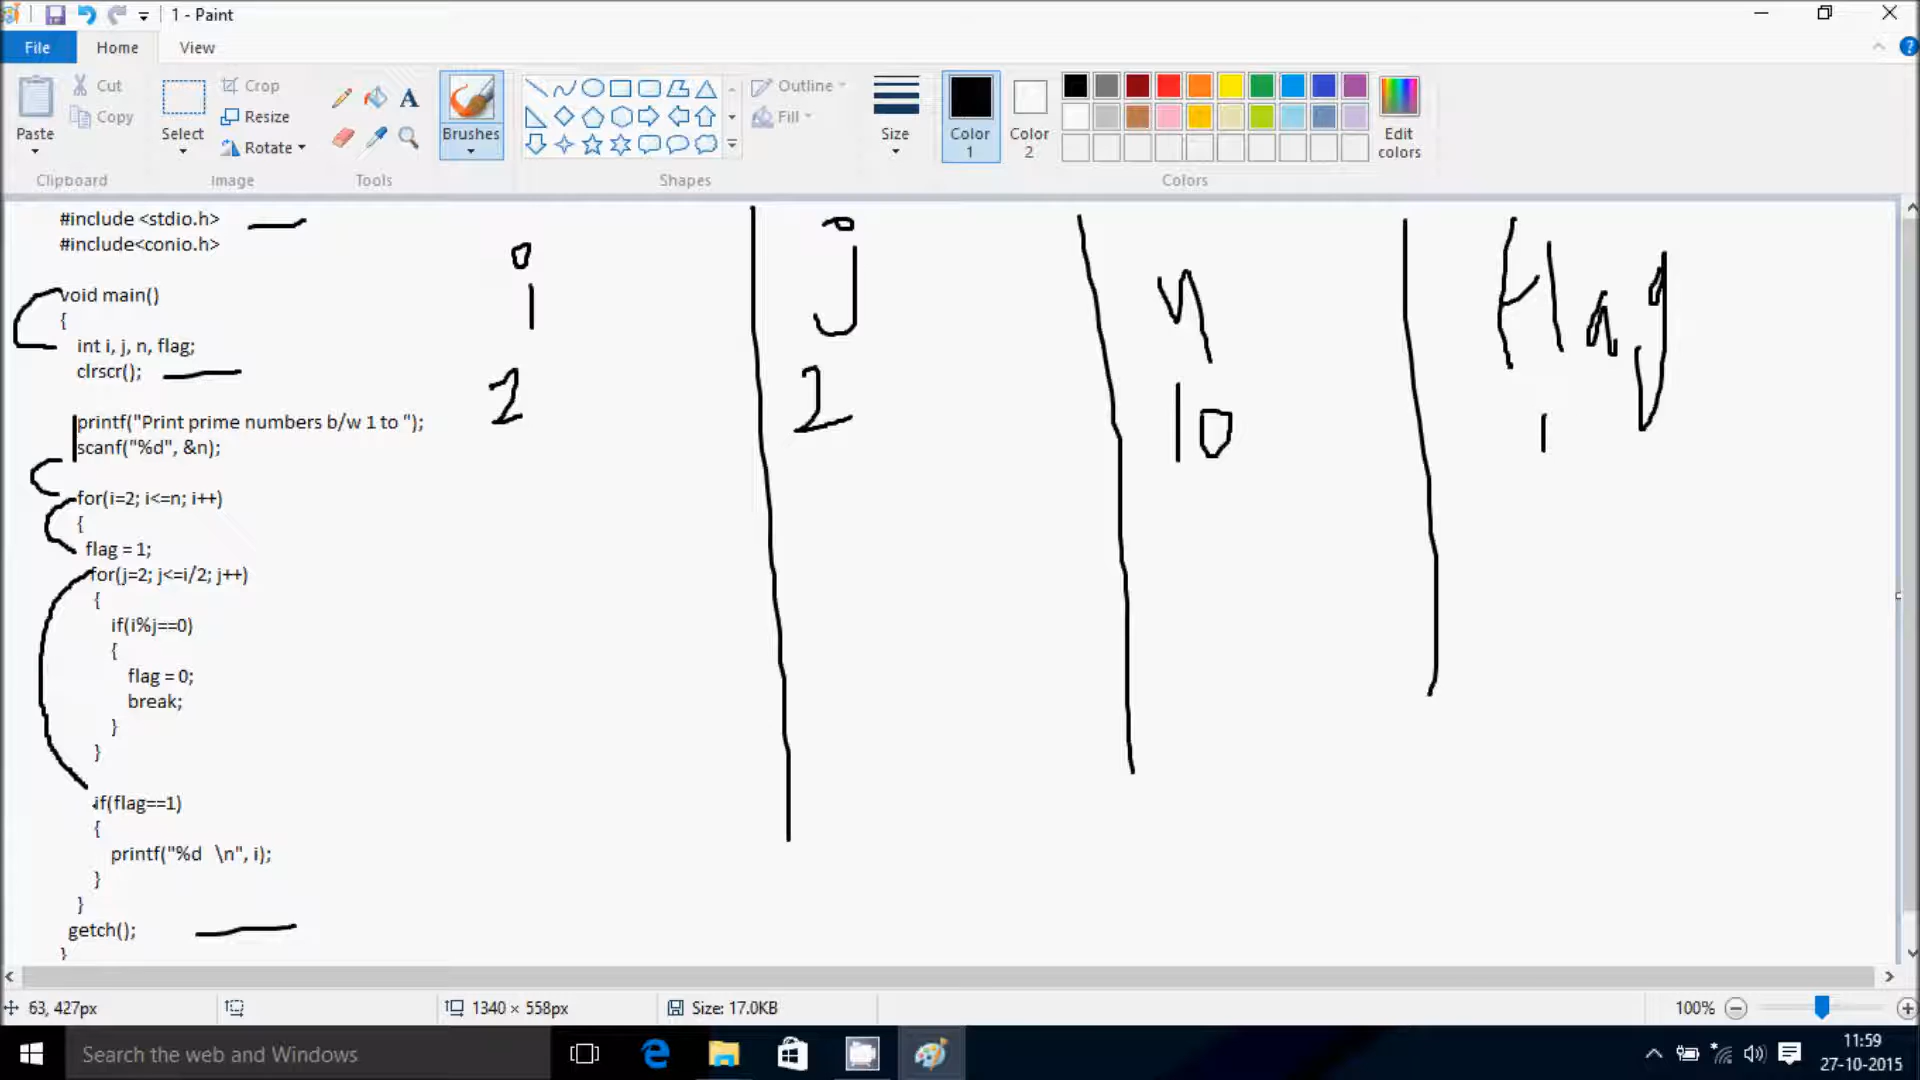 1 - Paint
File Home View
Paste
Cut
Copy
Clipboard
Select
Crop
Resize
Rotate
Image
Tools
Brushes
Shapes
Outline
Fill
Size
Color 1
Color 2
Edit colors
Colors
#include <stdio.h>
#include<conio.h>
void main()
{
int i, j, n, flag;
clrscr();
printf("Print prime numbers b/w 1 to ");
scanf("%d", &n);
for(i=2; i<=n; i++)
{
flag = 1;
for(j=2; j<=i/2; j++)
{
if(i%j==0)
{
flag = 0;
break;
}
}
if(flag==1)
{
printf("%d \n", i);
}
}
getch();
}
i j n flag
2 2 10 1
63, 427px
1340 × 558px
Size: 17.0KB
100%
Search the web and Windows
11:59
27-10-2015